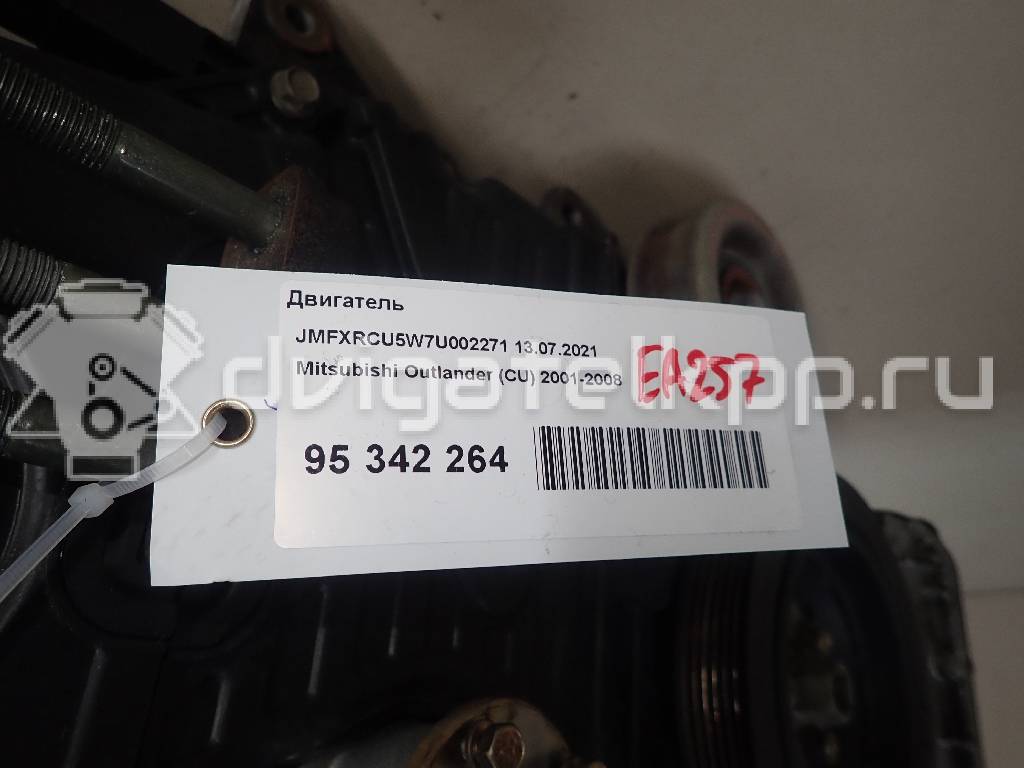 Двигатель
JMFXRCU5W7U002271 13.07.2021
Mitsubishi Outlander (CU) 2001-2008
EA257
95 342 264
dvigatelkpp.ru